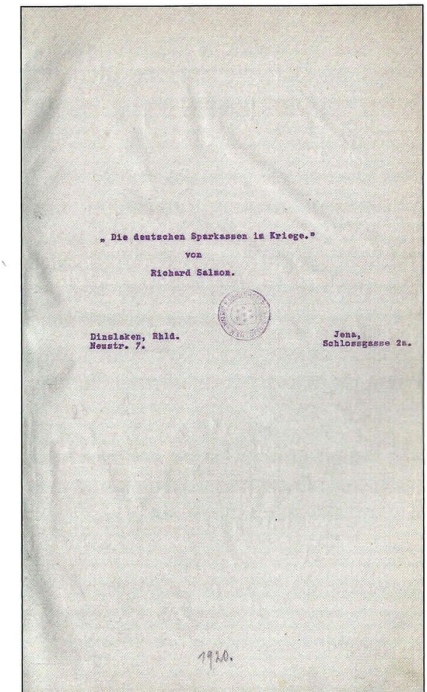 „ Die deutschen Sparkassen im Kriege."
von
Richard Salmon.
Dinslaken, Rhld.
Neustr. 7.
Jena,
Schlossgasse 2a.
1920.